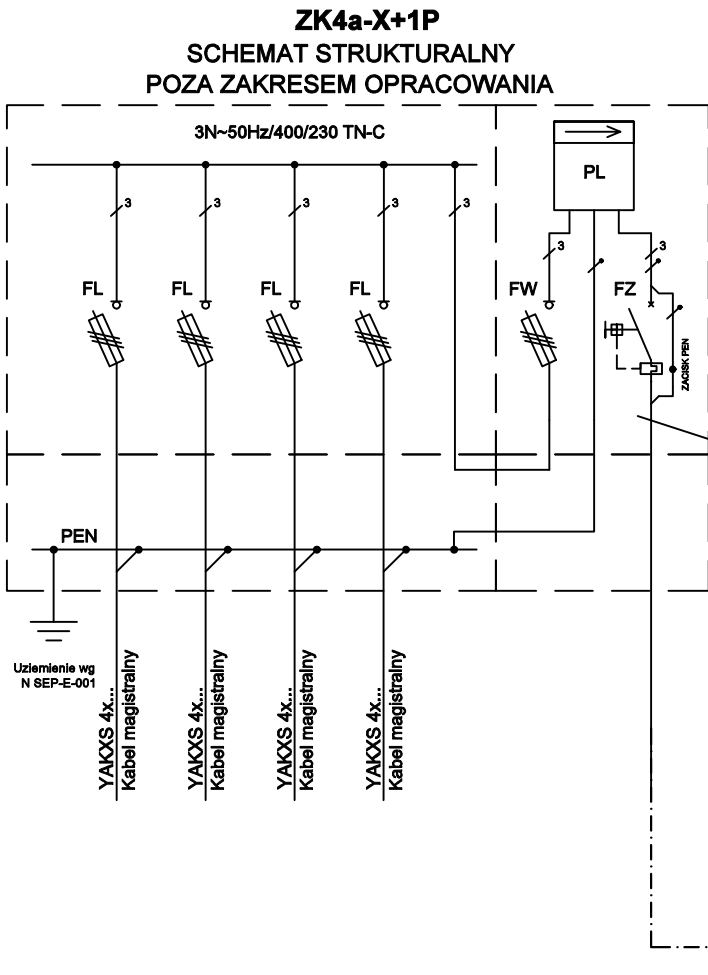 ZK4a-X+1P
SCHEMAT STRUKTURALNY
POZA ZAKRESEM OPRACOWANIA
3N~50Hz/400/230 TN-C
PL
3
3
3
3
3
3
3
FL
FL
FL
FL
FW
FZ
ZACISK PEN
PEN
Uziemienie wg
N SEP-E-001
YAKXS 4x...
Kabel magistralny
YAKXS 4x...
Kabel magistralny
YAKXS 4x...
Kabel magistralny
YAKXS 4x...
Kabel magistralny